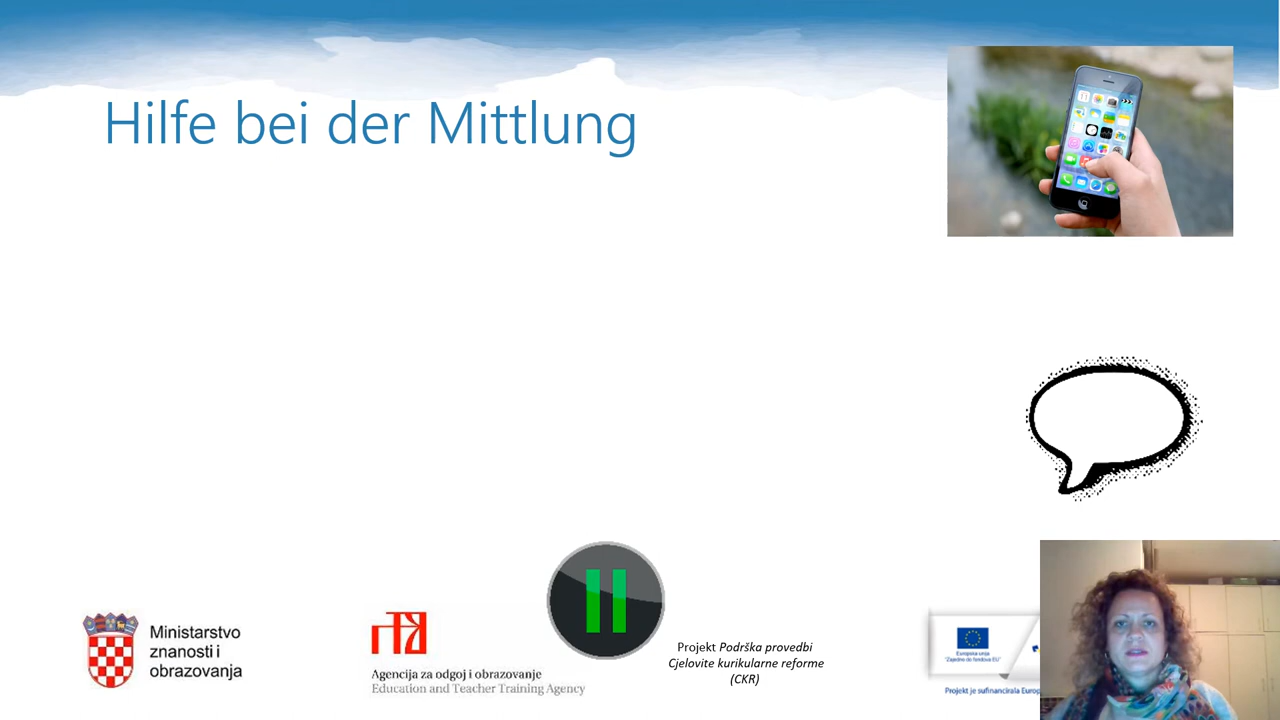 Hilfe bei der Mittlung
Ministarstvo
znanosti i
obrazovanja
Agencija za odgoj i obrazovanje
Education and Teacher Training Agency
Projekt Podrška provedbi
Cjelovite kurikularne reforme
(CKR)
Europska unija
"Zajedno do fondova EU"
Projekt je sufinancirala Europ